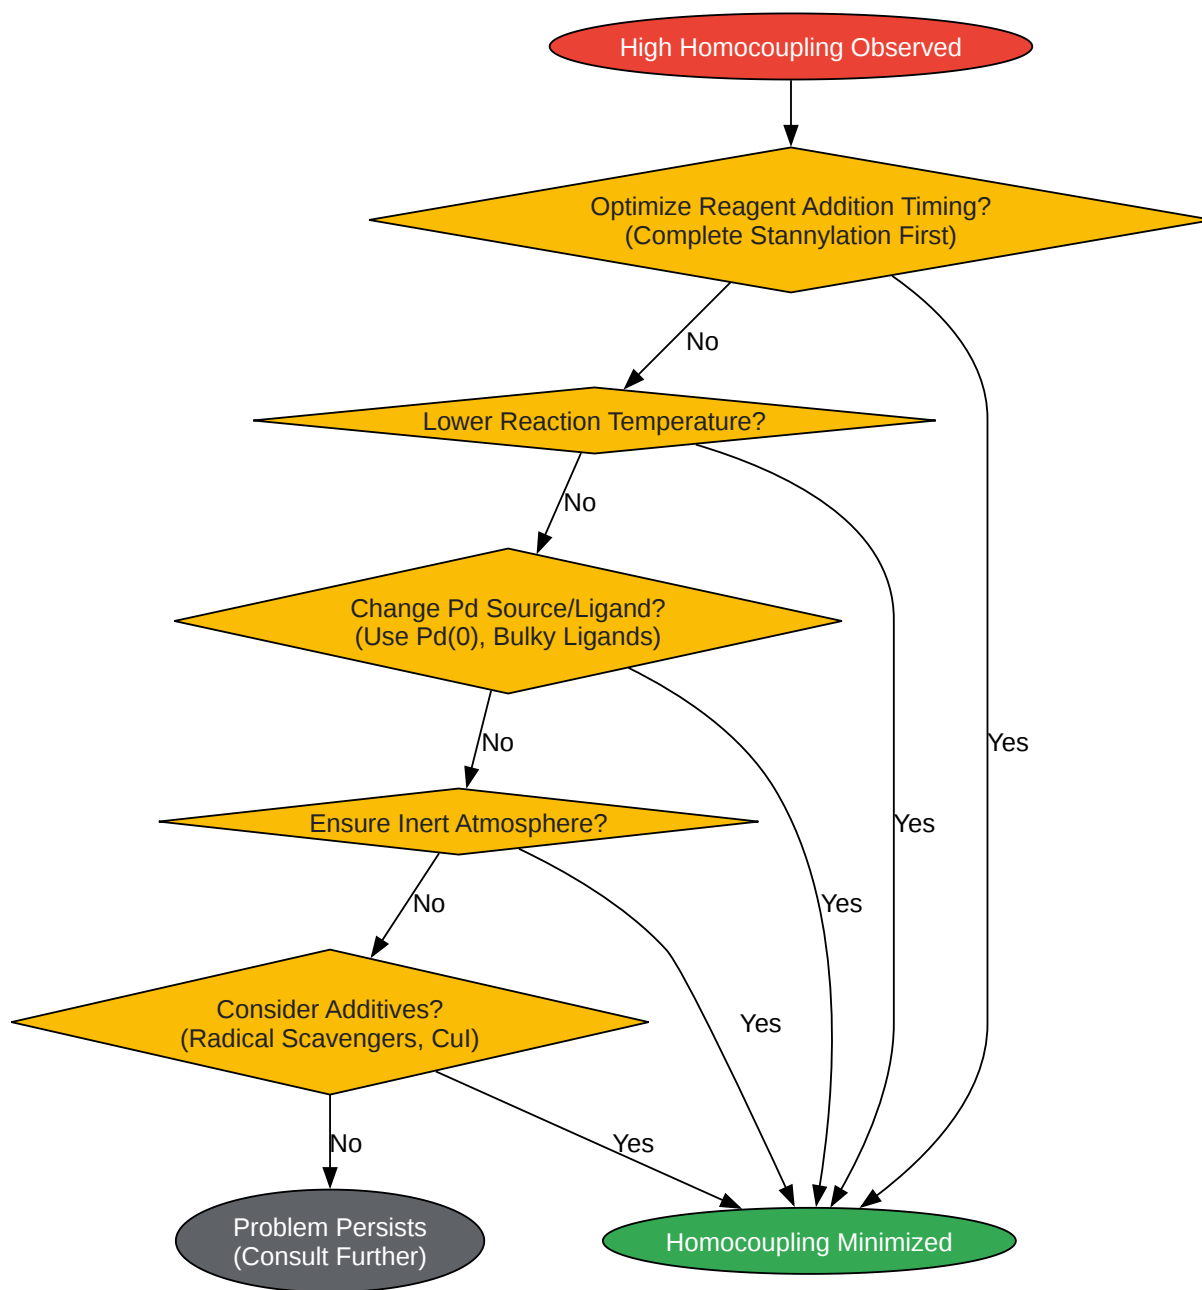 High Homocoupling Observed
Optimize Reagent Addition Timing?
(Complete Stannylation First)
No
Lower Reaction Temperature?
No
Change Pd Source/Ligand?
(Use Pd(0), Bulky Ligands)
No
Yes
Ensure Inert Atmosphere?
Yes
No
Yes
Consider Additives?
(Radical Scavengers, CuI)
Yes
No
Yes
Problem Persists
(Consult Further)
Homocoupling Minimized